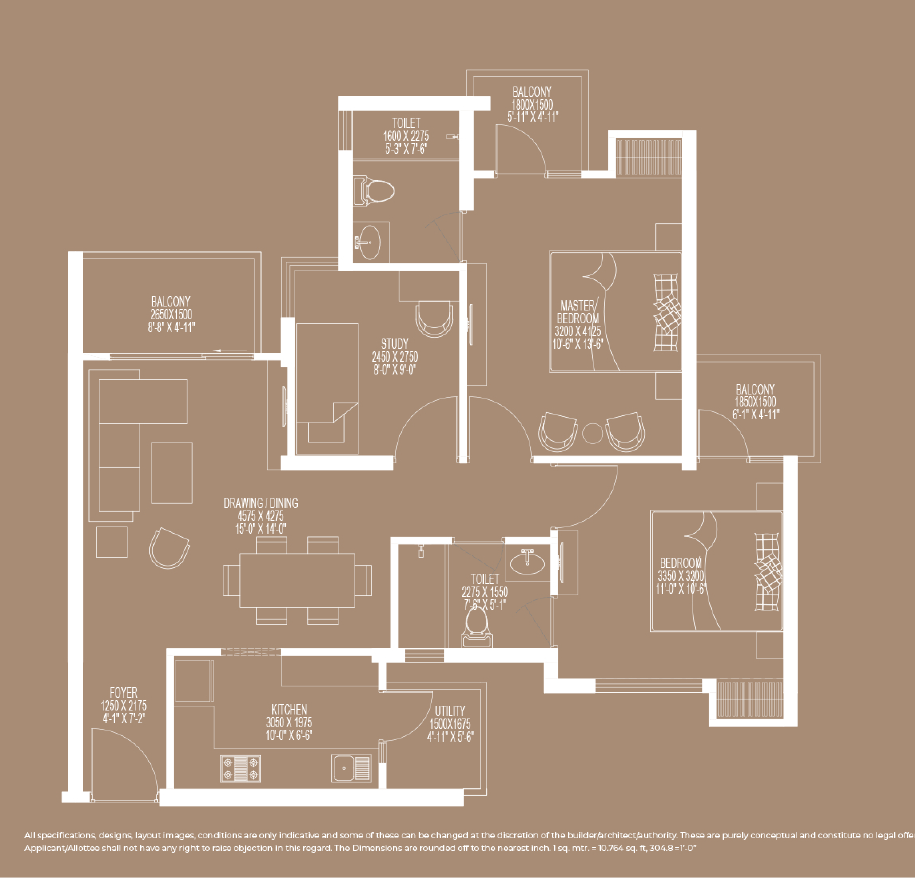 BALCONY
1800X1500
5'-11" X 4'-11"
TOILET
1600 X 2275
5'-3" X 7'-6"
BALCONY
2650X1500
8'-8" X 4'-11"
MASTER
BEDROOM
3200 X 4125
10'-6" X 13'-6"
STUDY
2450 X 2750
8'-0" X 9'-0"
BALCONY
1850X1500
6'-1" X 4'-11"
DRAWING / DINING
4575 X 4275
15'-0" X 14'-0"
TOILET
2275 X 1550
7'-6" X 5'-1"
BEDROOM
3350 X 3200
11'-0" X 10'-6"
FOYER
1250 X 2175
4'-1" X 7'-2"
KITCHEN
3050 X 1975
10'-0" X 6'-6"
UTILITY
1500X1675
4'-11" X 5'-6"
All specifications, designs, layout images, conditions are only indicative and some of these can be changed at the discretion of the builder/architect/authority. These are purely conceptual and constitute no legal offe
Applicant/Allottee shall not have any right to raise objection in this regard. The Dimensions are rounded off to the nearest inch. 1 sq. mtr. = 10.764 sq. ft, 304.8 =1'-0"